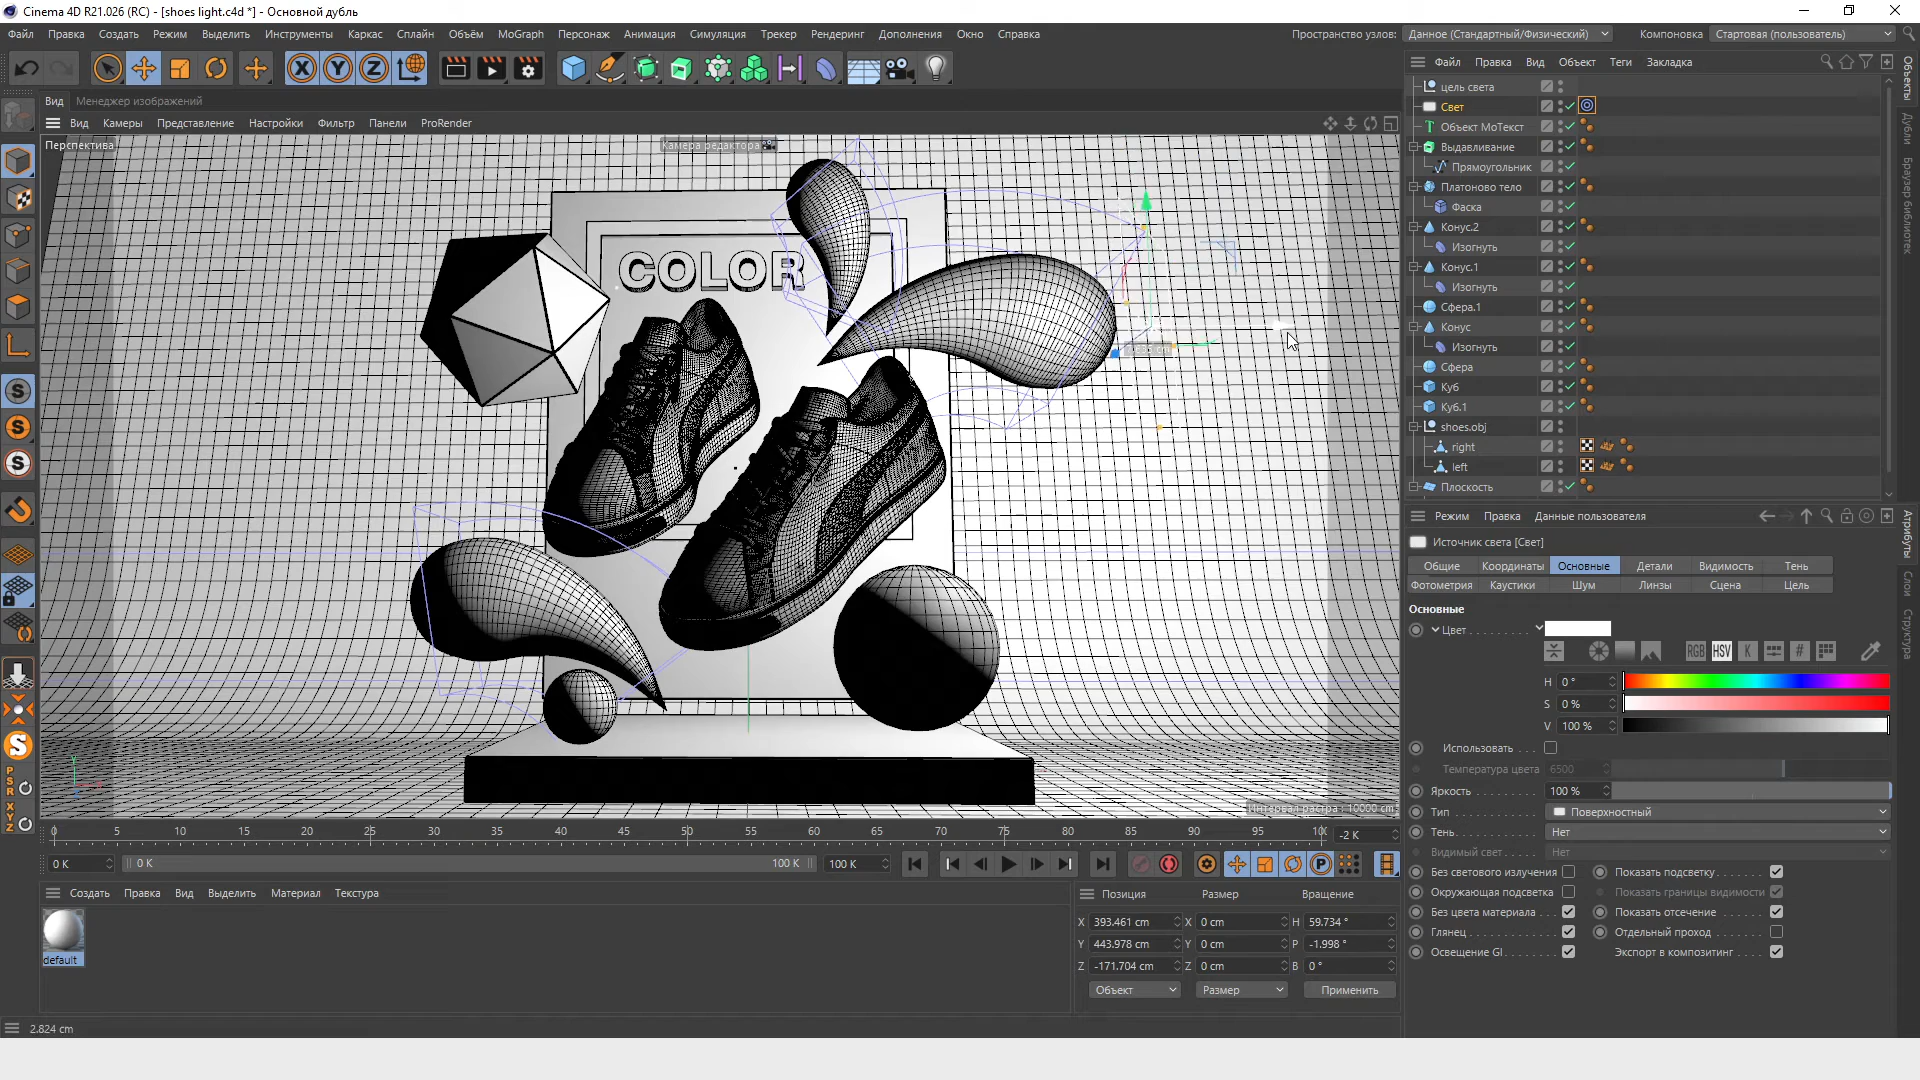 Cinema 4D R21.026 (RC) - [shoes light.c4d *] - Основной дубль
Файл Правка Создать Режим Выделить Инструменты Каркас Сплайн Объём MoGraph Персонаж Анимация Симуляция Трекер Рендеринг Дополнения Окно Справка Пространство узлов: Данное (Стандартный/Физический) Компоновка Стартовая (пользователь)
Файл Правка Вид Объект Теги Закладка
Вид Менеджер изображений
Вид Камеры Представление Настройки Фильтр Панели ProRender
Перспектива
Камера редактора
COLOR
Интервал растра : 10000 cm
цель света
Свет
Объект МоТекст
Выдавливание
Прямоугольник
Платоново тело
Фаска
Конус.2
Изогнуть
Конус.1
Изогнуть
Сфера.1
Конус
Изогнуть
Сфера
Куб
Куб.1
shoes.obj
right
left
Плоскость
Объекты
Дубли
Браузер библиотек
Режим Правка Данные пользователя
Источник света [Свет]
Общие Координаты Основные Детали Видимость Тень
Фотометрия Каустики Шум Линзы Сцена Цель
Атрибуты
Слои
Структура
Основные
Цвет
RGB HSV K #
H 0 °
S 0 %
V 100 %
Использовать
Температура цвета 6500
Яркость 100 %
Тип Поверхностный
Тень Нет
Видимый свет Нет
Без светового излучения Показать подсветку
Окружающая подсветка Показать границы видимости
Без цвета материала Показать отсечение
Глянец Отдельный проход
Освещение GI Экспорт в композитинг
P S R
X Y Z
0 5 10 15 20 25 30 35 40 45 50 55 60 65 70 75 80 85 90 95 -2 K
0 K 0 K 100 K 100 K
Создать Правка Вид Выделить Материал Текстура
default
Позиция Размер Вращение
X 393.461 cm X 0 cm H 59.734 °
Y 443.978 cm Y 0 cm P -1.998 °
Z -171.704 cm Z 0 cm B 0 °
Объект Размер Применить
2.824 cm